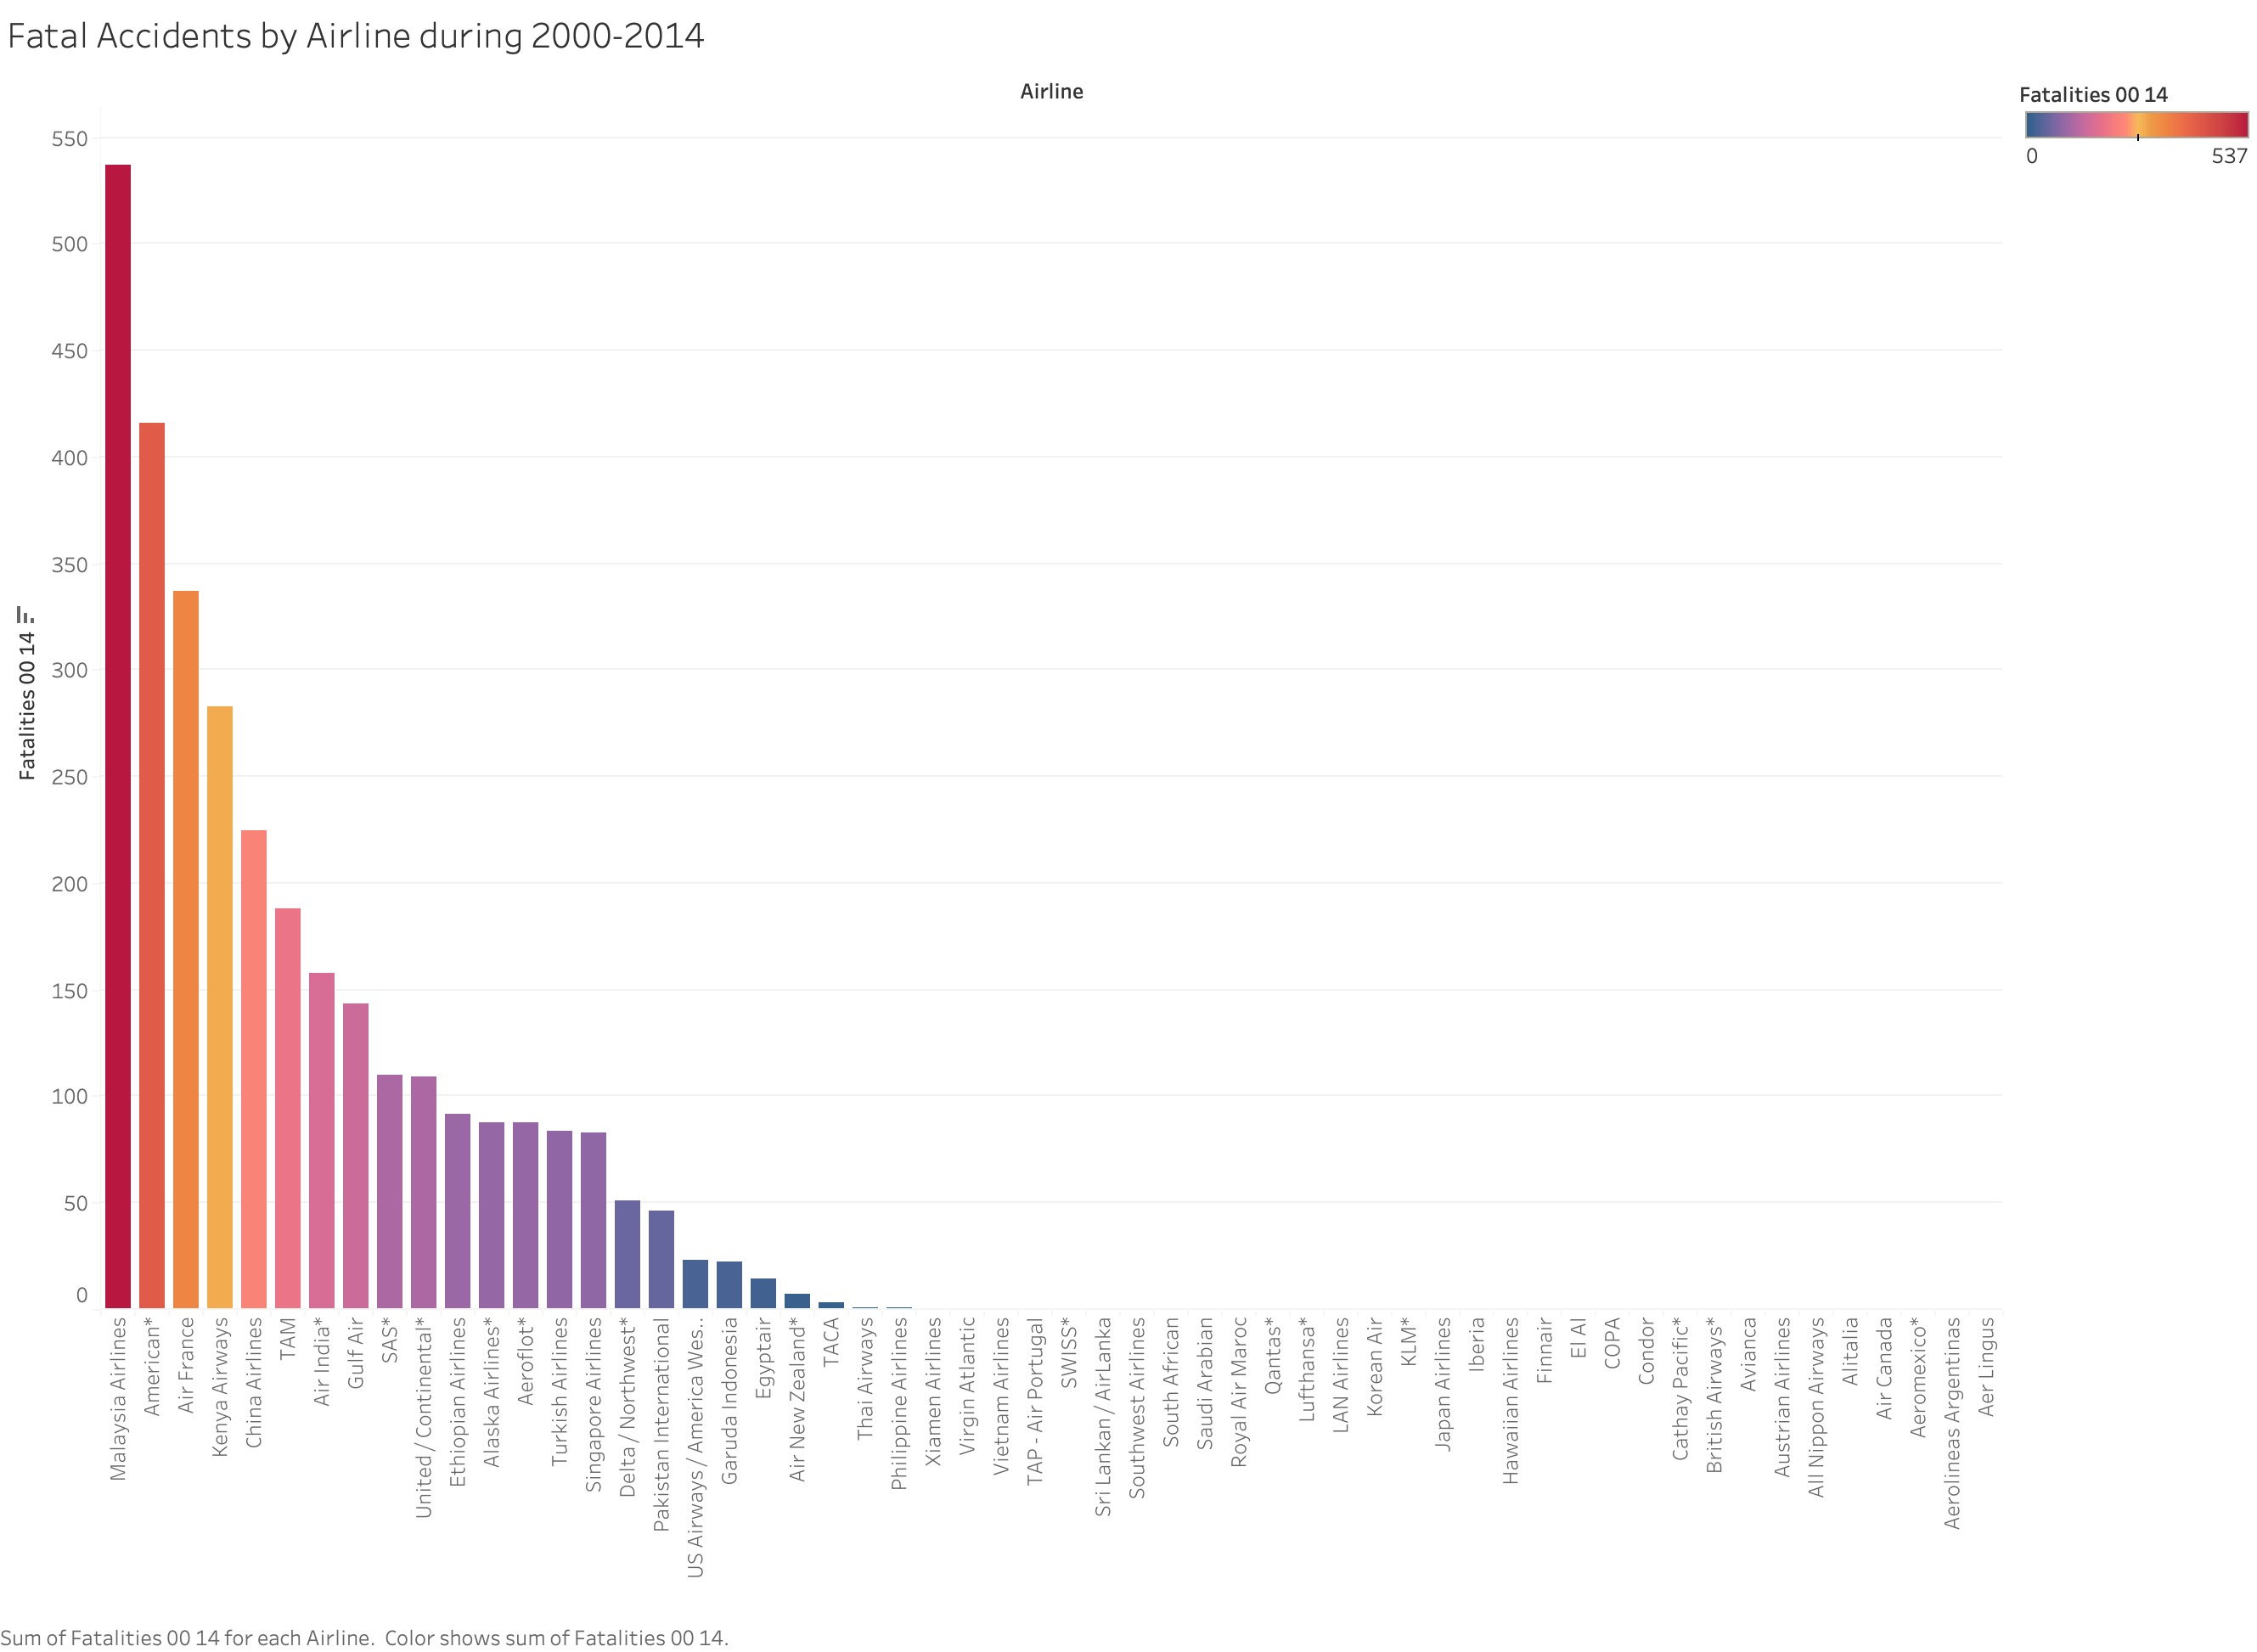 Fatal Accidents by Airline during 2000-2014
Airline
Fatalities 00 14
0
537
550
500
450
400
350
300
250
200
150
100
50
0
Fatalities 00 14
Malaysia Airlines
American*
Air France
Kenya Airways
China Airlines
TAM
Air India*
Gulf Air
SAS*
United / Continental*
Ethiopian Airlines
Alaska Airlines*
Aeroflot*
Turkish Airlines
Singapore Airlines
Delta / Northwest*
Pakistan International
US Airways / America Wes..
Garuda Indonesia
Egyptair
Air New Zealand*
TACA
Thai Airways
Philippine Airlines
Xiamen Airlines
Virgin Atlantic
Vietnam Airlines
TAP - Air Portugal
SWISS*
Sri Lankan / AirLanka
Southwest Airlines
South African
Saudi Arabian
Royal Air Maroc
Qantas*
Lufthansa*
LAN Airlines
Korean Air
KLM*
Japan Airlines
Iberia
Hawaiian Airlines
Finnair
El Al
COPA
Condor
Cathay Pacific*
British Airways*
Avianca
Austrian Airlines
All Nippon Airways
Alitalia
Air Canada
Aeromexico*
Aerolineas Argentinas
Aer Lingus
Sum of Fatalities 00 14 for each Airline.  Color shows sum of Fatalities 00 14.